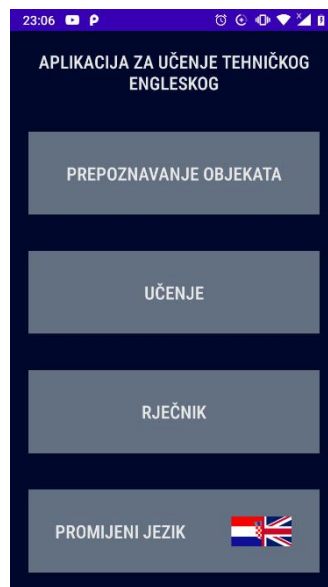 23:06
APLIKACIJA ZA UČENJE TEHNIČKOG
ENGLESKOG
PREPOZNAVANJE OBJEKATA
UČENJE
RJEČNIK
PROMIJENI JEZIK